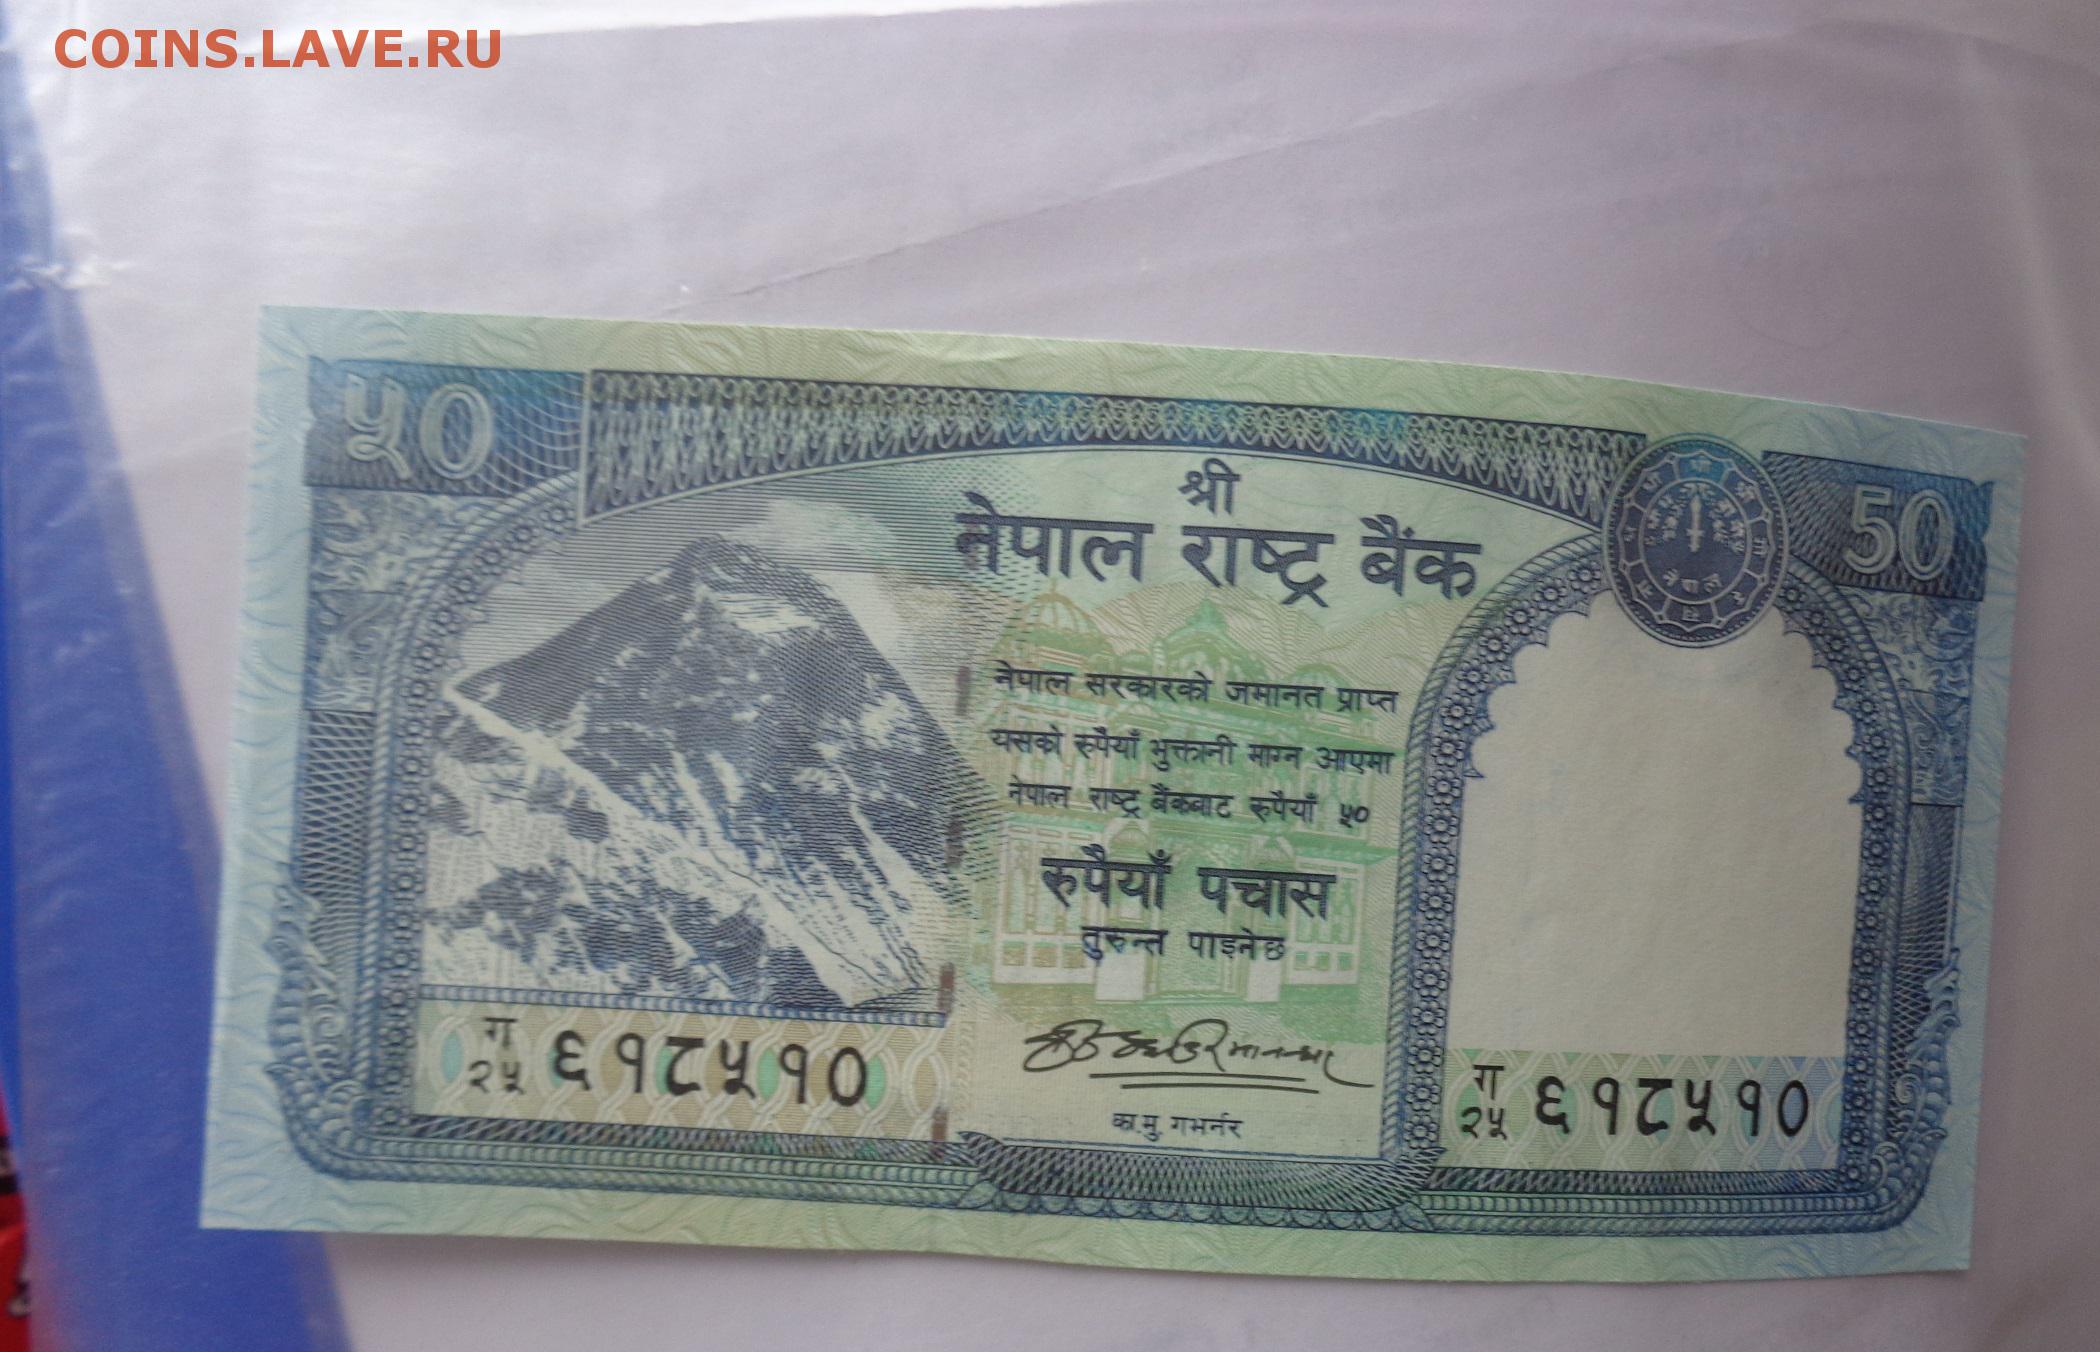 COINS.LAVE.RU
५०
50
श्री
नेपाल राष्ट्र बैंक
नेपाल सरकारको जमानत प्राप्त
यसको रुपैयाँ भुक्तानी माग्न आएमा
नेपाल राष्ट्र बैंकबाट रुपैयाँ ५०
रुपैयाँ पचास
तुरुन्त पाइनेछ
का.मु. गभर्नर
ग
२५ ६१८५१०
ग
२५ ६१८५१०